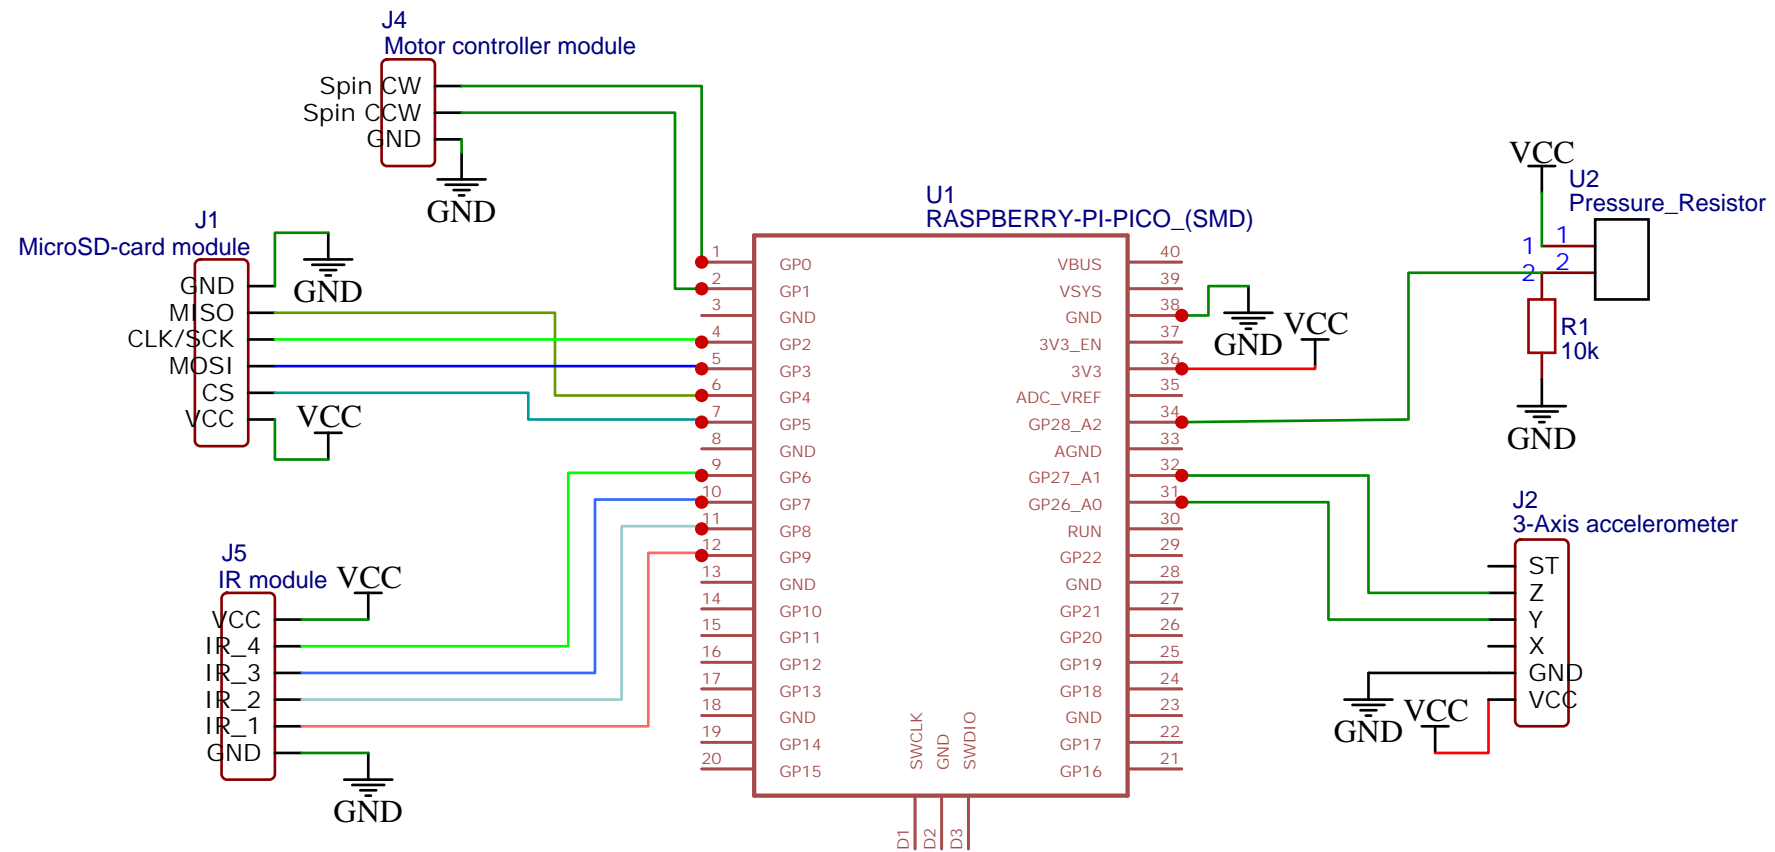 J4
Motor controller module
Spin CW
Spin CCW
GND
GND
J1
MicroSD-card module
GND
MISO
CLK/SCK
MOSI
CS
VCC
GND
VCC
J5
IR module
VCC
IR_4
IR_3
IR_2
IR_1
GND
VCC
GND
U1
RASPBERRY-PI-PICO_(SMD)
1 GP0
2 GP1
3 GND
4 GP2
5 GP3
6 GP4
7 GP5
8 GND
9 GP6
10 GP7
11 GP8
12 GP9
13 GND
14 GP10
15 GP11
16 GP12
17 GP13
18 GND
19 GP14
20 GP15
VBUS 40
VSYS 39
GND 38
3V3_EN 37
3V3 36
ADC_VREF 35
GP28_A2 34
AGND 33
GP27_A1 32
GP26_A0 31
RUN 30
GP22 29
GND 28
GP21 27
GP20 26
GP19 25
GP18 24
GND 23
GP17 22
GP16 21
SWCLK D1
GND D2
SWDIO D3
GND
VCC
VCC
U2
Pressure_Resistor
1 1
2 2
R1
10k
GND
J2
3-Axis accelerometer
ST
Z
Y
X
GND
VCC
GND
VCC